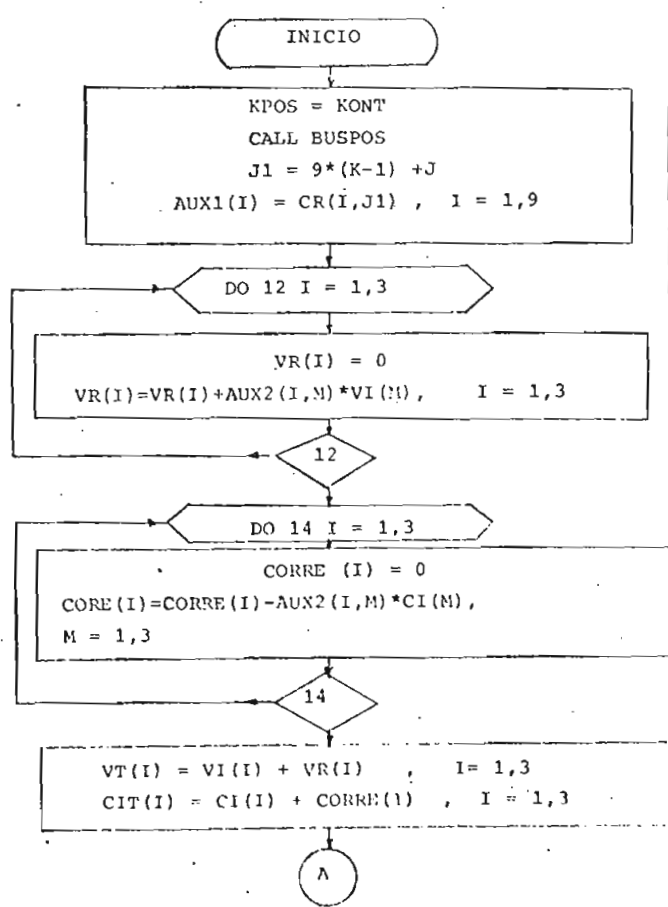 INICIO
KPOS = KONT
CALL BUSPOS
J1 = 9*(K-1) +J
AUX1(I) = CR(I,J1) , I = 1,9
DO 12 I = 1,3
VR(I) = 0
VR(I)=VR(I)+AUX2(I,M)*VI(M), I = 1,3
12
DO 14 I = 1,3
CORRE (I) = 0
CORE(I)=CORRE(I)-AUX2(I,M)*CI(M),
M = 1,3
14
VT(I) = VI(I) + VR(I) , I= 1,3
CIT(I) = CI(I) + CORRE(1) , I = 1,3
A